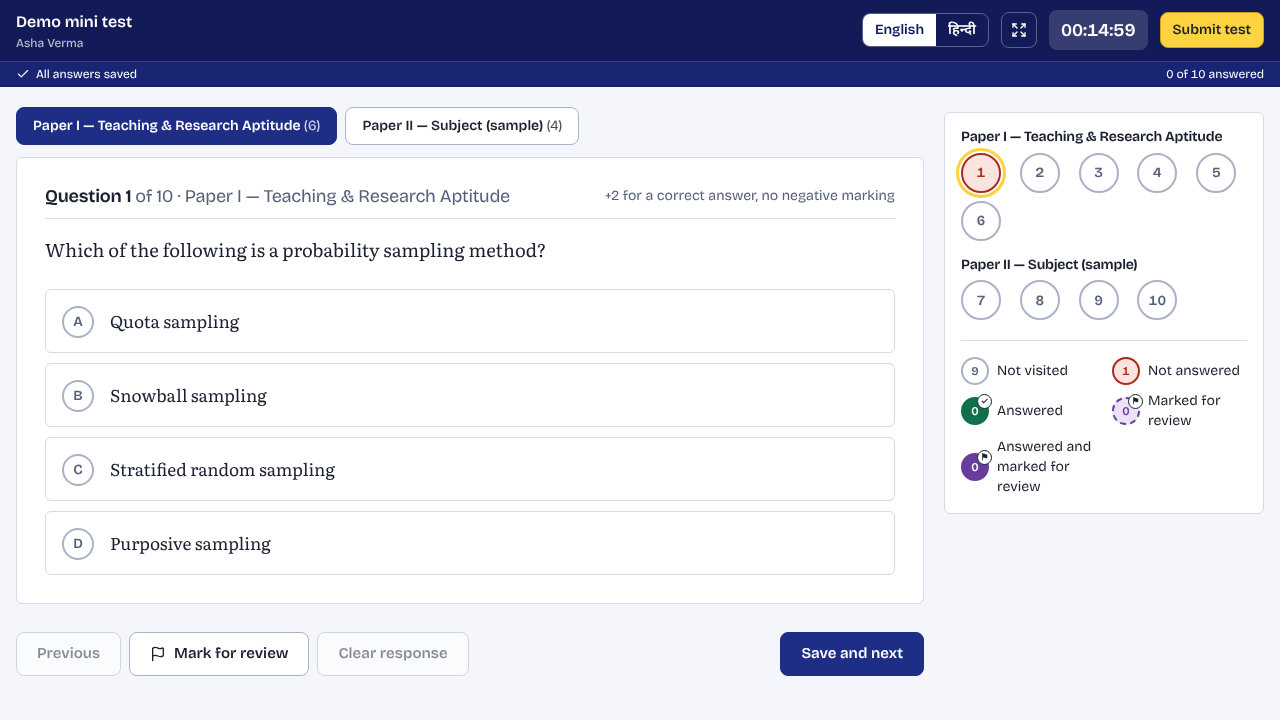 Demo mini test
Asha Verma
English
हिन्दी
00:14:59
Submit test
All answers saved
0 of 10 answered
Paper I — Teaching & Research Aptitude (6)
Paper II — Subject (sample) (4)
Question 1 of 10 · Paper I — Teaching & Research Aptitude
+2 for a correct answer, no negative marking
Which of the following is a probability sampling method?
A Quota sampling
B Snowball sampling
C Stratified random sampling
D Purposive sampling
Previous
Mark for review
Clear response
Save and next
Paper I — Teaching & Research Aptitude
1 2 3 4 5
6
Paper II — Subject (sample)
7 8 9 10
9 Not visited
1 Not answered
0 Answered
0 Marked for
review
0 Answered and
marked for
review